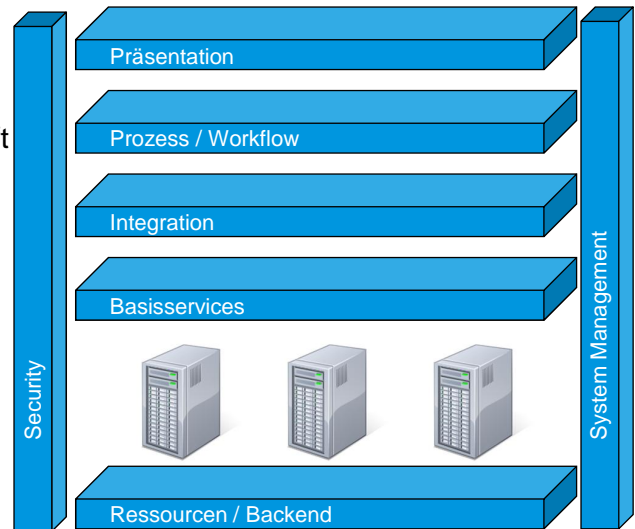 Präsentation
t
Prozess / Workflow
Integration
Basisservices
Security
System Management
Ressourcen / Backend